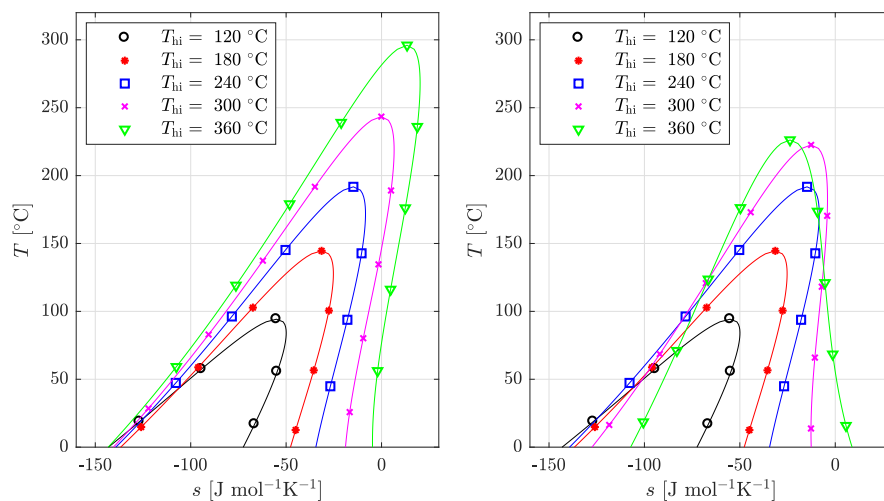 300
250
200
150
100
50
0
T [°C]
-150 -100 -50 0
s [J mol⁻¹K⁻¹]
T_hi = 120 °C
T_hi = 180 °C
T_hi = 240 °C
T_hi = 300 °C
T_hi = 360 °C
300
250
200
150
100
50
0
T [°C]
-150 -100 -50 0
s [J mol⁻¹K⁻¹]
T_hi = 120 °C
T_hi = 180 °C
T_hi = 240 °C
T_hi = 300 °C
T_hi = 360 °C